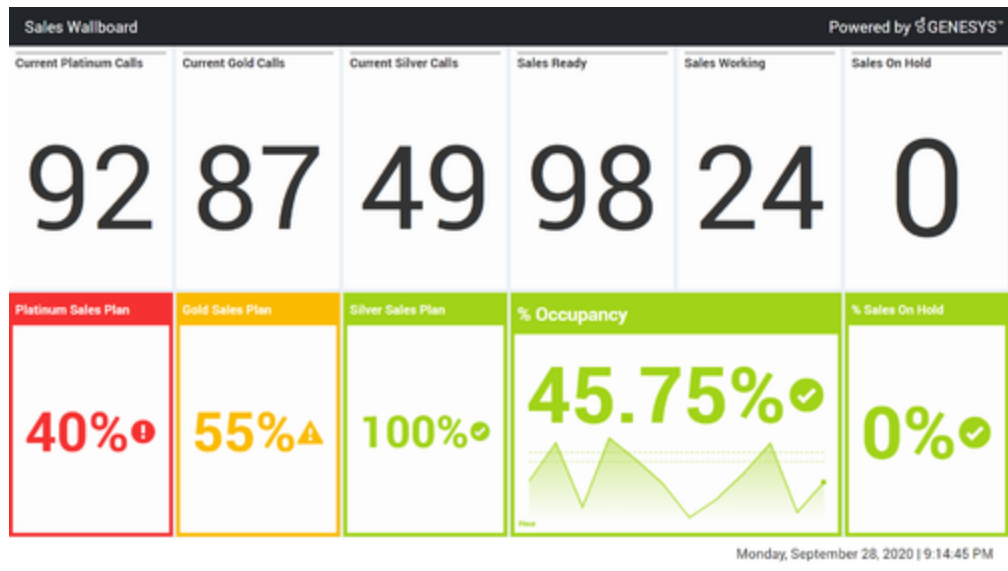 Sales Wallboard
Powered by GENESYS™
Current Platinum Calls
Current Gold Calls
Current Silver Calls
Sales Ready
Sales Working
Sales On Hold
92
87
49
98
24
0
Platinum Sales Plan
Gold Sales Plan
Silver Sales Plan
% Occupancy
% Sales On Hold
40%
55%
100%
45.75%
0%
Hour
Monday, September 28, 2020 | 9:14:45 PM